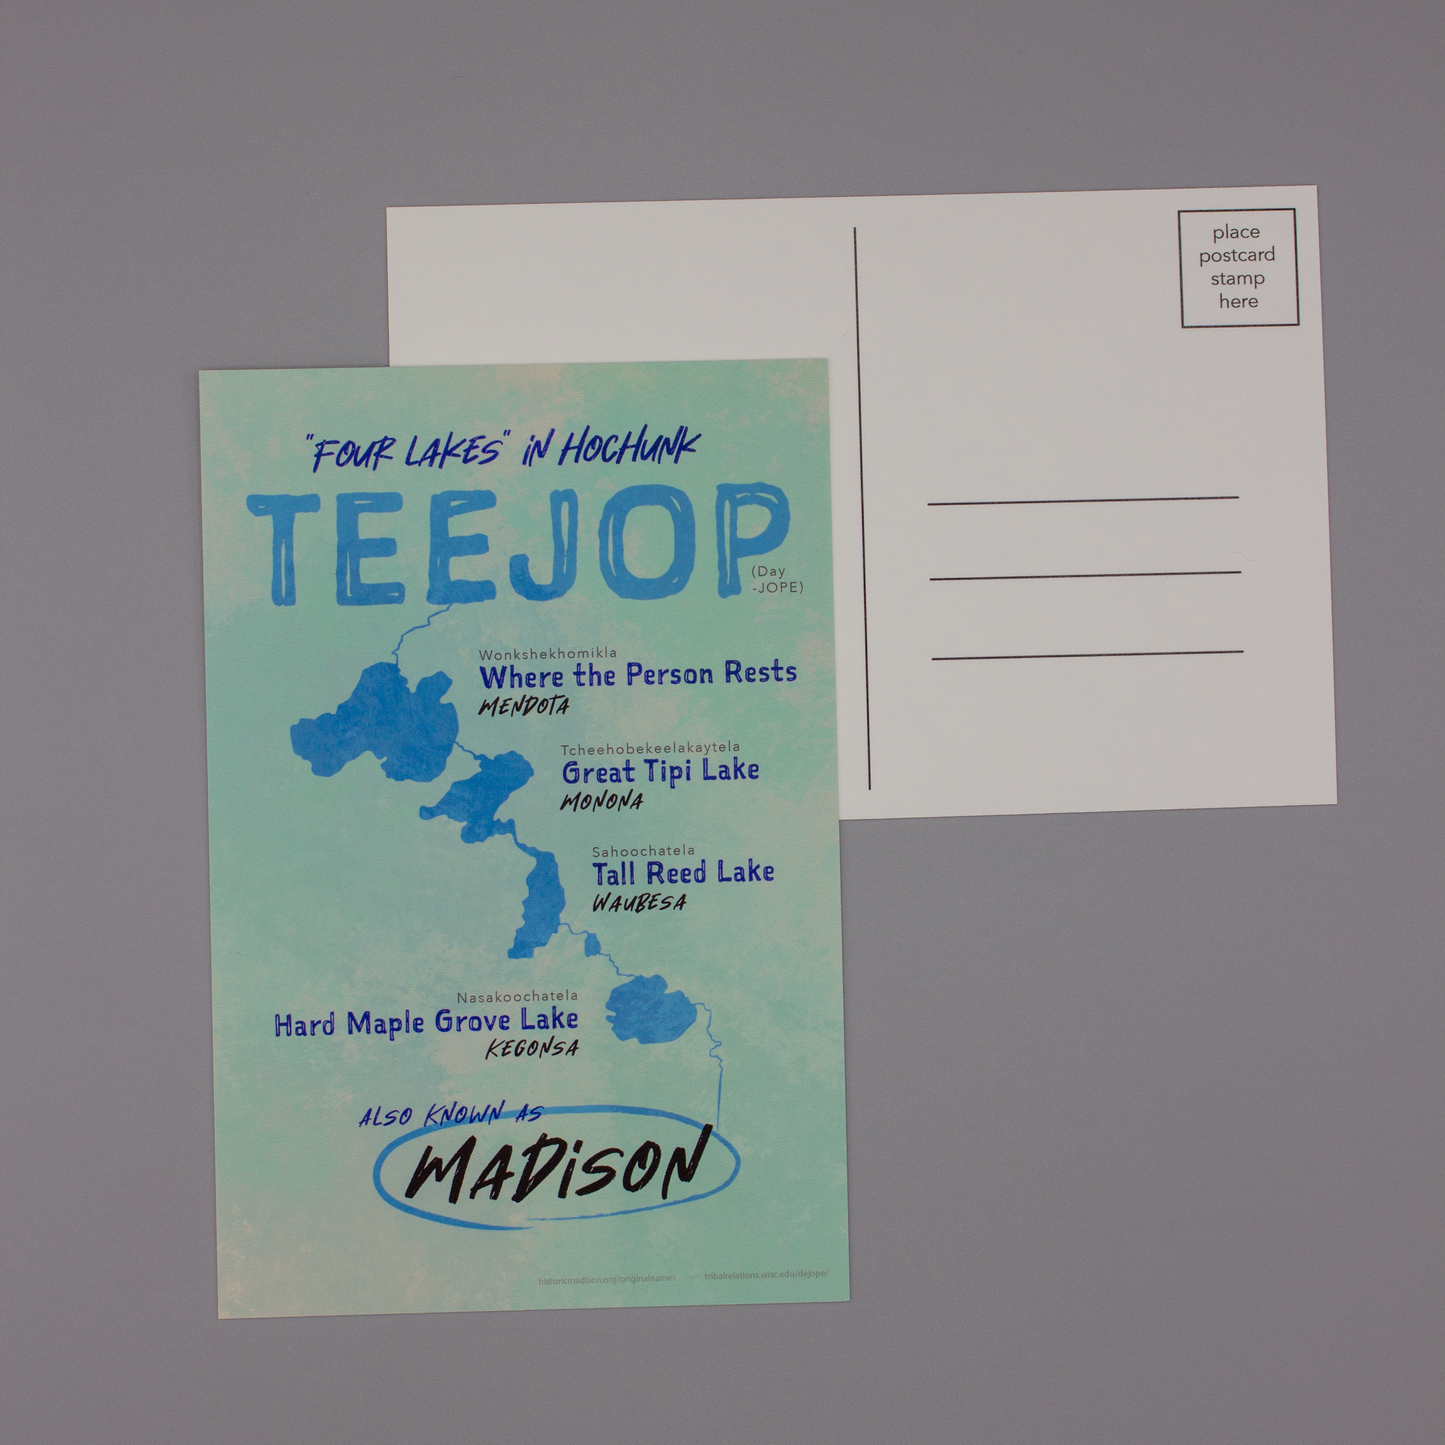 place
postcard
stamp
here
"FOUR LAKES" iN HOCHUNK
TEEJOP
(Day
-JOPE)
Wonkshekhomikla
Where the Person Rests
MENDOTA
Tcheehobekeelakaytela
Great Tipi Lake
MONONA
Sahoochatela
Tall Reed Lake
WAUBESA
Nasakoochatela
Hard Maple Grove Lake
KEGONSA
ALSO KNOWN AS
MADiSON
historicmadison.org/originalnames tribalrelations.wisc.edu/dejope/